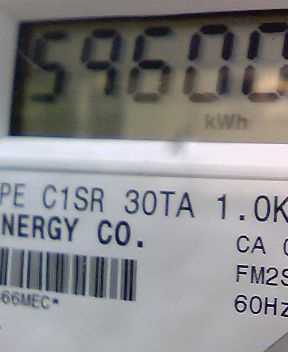 59600
kWh
PE C1SR 30TA 1.0K
NERGY CO.
CA
FM2S
66MEC*
60Hz